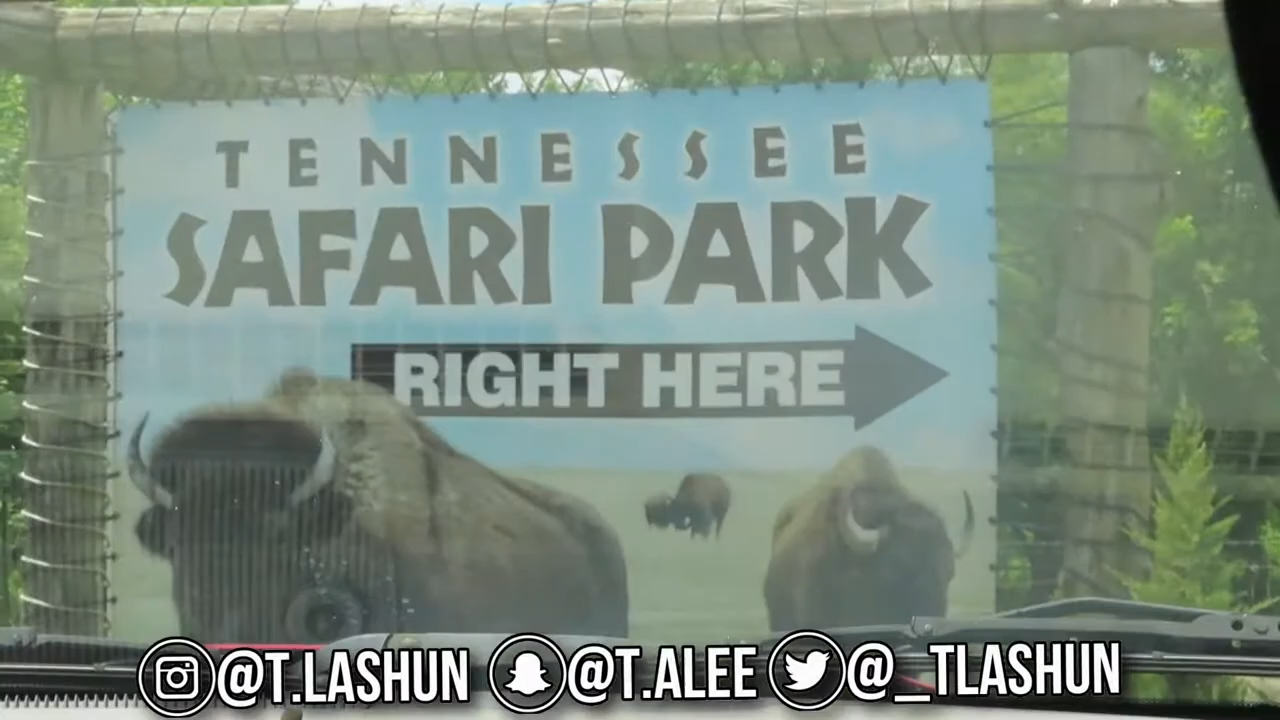 TENNESSEE
SAFARI PARK
RIGHT HERE
@T.LASHUN @T.ALEE @_TLASHUN